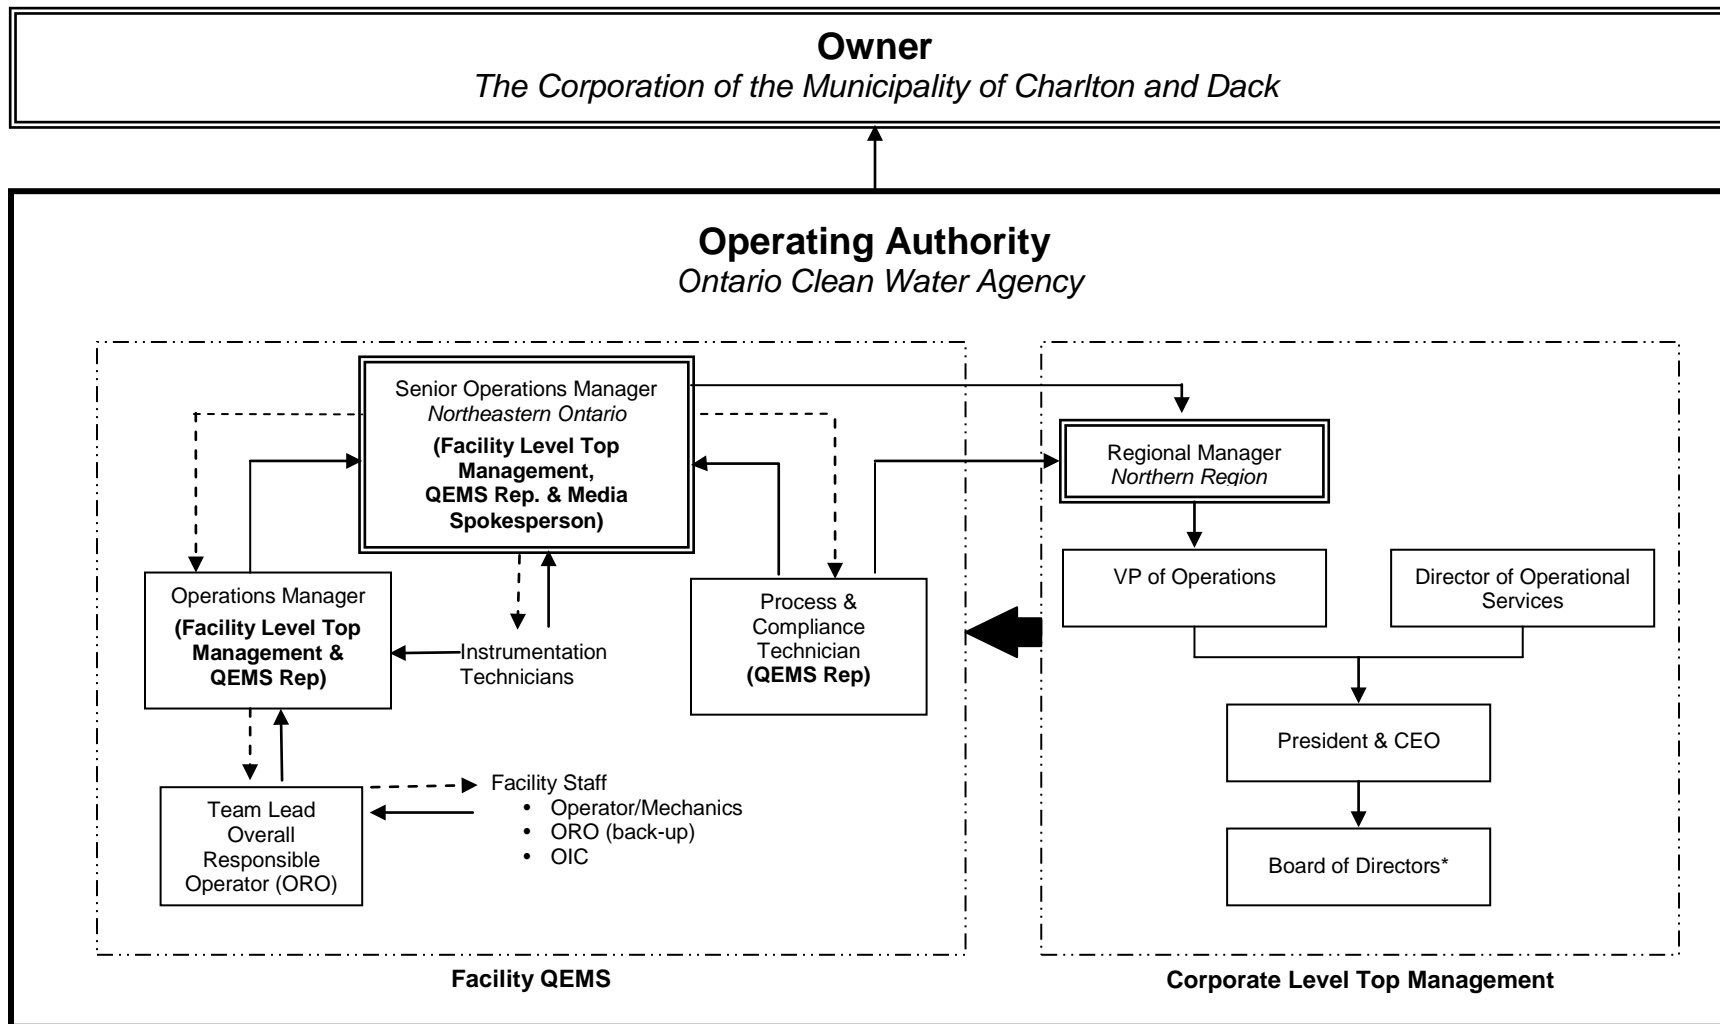 Owner
The Corporation of the Municipality of Charlton and Dack
Operating Authority
Ontario Clean Water Agency
Senior Operations Manager
Northeastern Ontario
(Facility Level Top
Management,
QEMS Rep. & Media
Spokesperson)
Operations Manager
(Facility Level Top
Management &
QEMS Rep)
Instrumentation
Technicians
Process &
Compliance
Technician
(QEMS Rep)
Team Lead
Overall
Responsible
Operator (ORO)
Facility Staff
• Operator/Mechanics
• ORO (back-up)
• OIC
Facility QEMS
Regional Manager
Northern Region
VP of Operations
Director of Operational
Services
President & CEO
Board of Directors*
Corporate Level Top Management